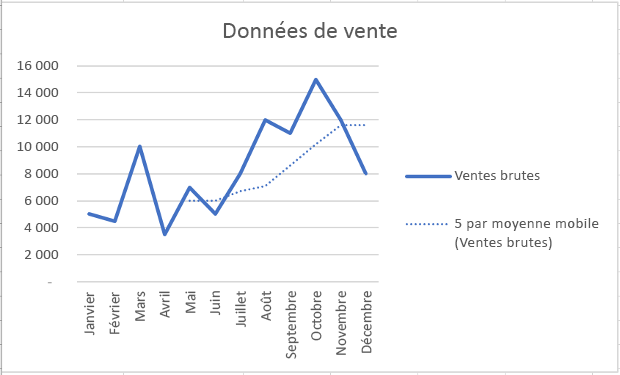 Données de vente
16 000
14 000
12 000
10 000
8 000
6 000
4 000
2 000
-
Janvier
Février
Mars
Avril
Mai
Juin
Juillet
Août
Septembre
Octobre
Novembre
Décembre
Ventes brutes
5 par moyenne mobile
(Ventes brutes)